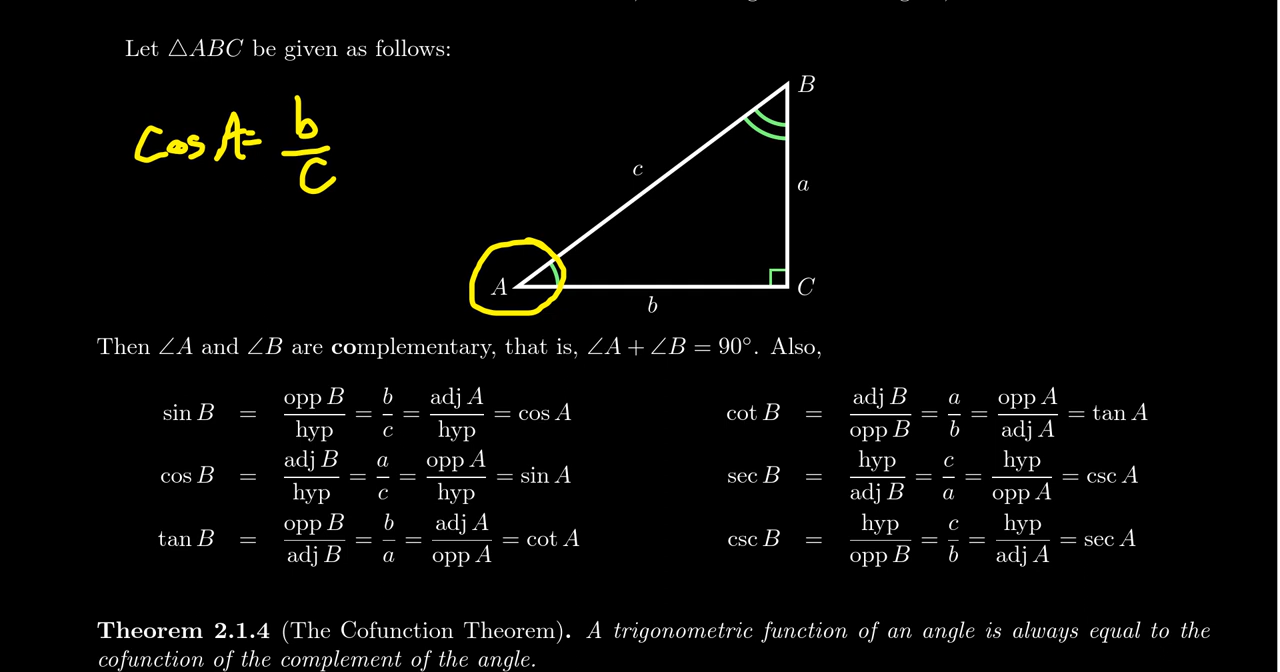 Let △ABC be given as follows:
B
cos A = b/c
c
a
A
C
b
Then ∠A and ∠B are complementary, that is, ∠A + ∠B = 90°. Also,
sin B = opp B/hyp = b/c = adj A/hyp = cos A
cot B = adj B/opp B = a/b = opp A/adj A = tan A
cos B = adj B/hyp = a/c = opp A/hyp = sin A
sec B = hyp/adj B = c/a = hyp/opp A = csc A
tan B = opp B/adj B = b/a = adj A/opp A = cot A
csc B = hyp/opp B = c/b = hyp/adj A = sec A
Theorem 2.1.4 (The Cofunction Theorem). A trigonometric function of an angle is always equal to the
cofunction of the complement of the angle.